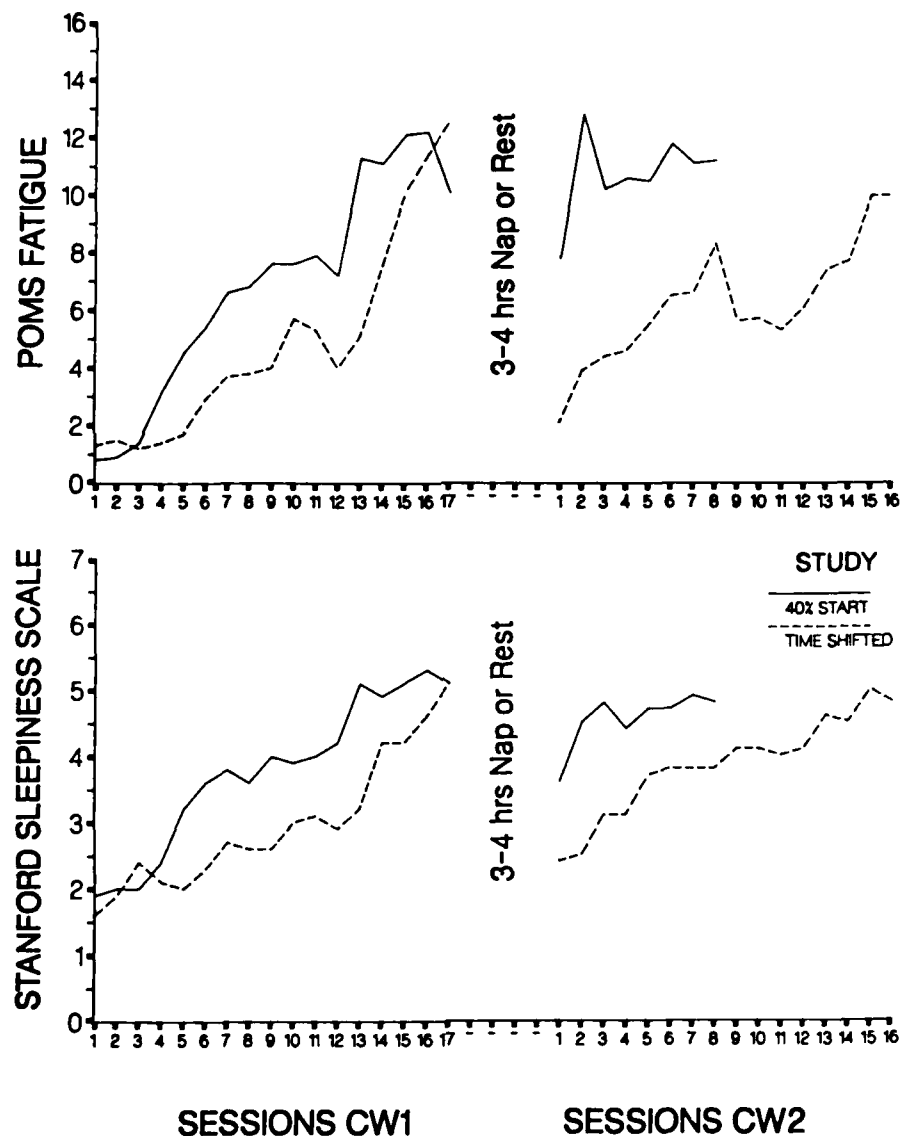 POMS FATIGUE
16
14
12
10
8
6
4
2
0
3-4 hrs Nap or Rest
1 2 3 4 5 6 7 8 9 10 11 12 13 14 15 16 17 - - - - 1 2 3 4 5 6 7 8 9 10 11 12 13 14 15 16
STANFORD SLEEPINESS SCALE
7
6
5
4
3
2
1
0
3-4 hrs Nap or Rest
STUDY
40% START
TIME SHIFTED
1 2 3 4 5 6 7 8 9 10 11 12 13 14 15 16 17 - - - - 1 2 3 4 5 6 7 8 9 10 11 12 13 14 15 16
SESSIONS CW1 SESSIONS CW2